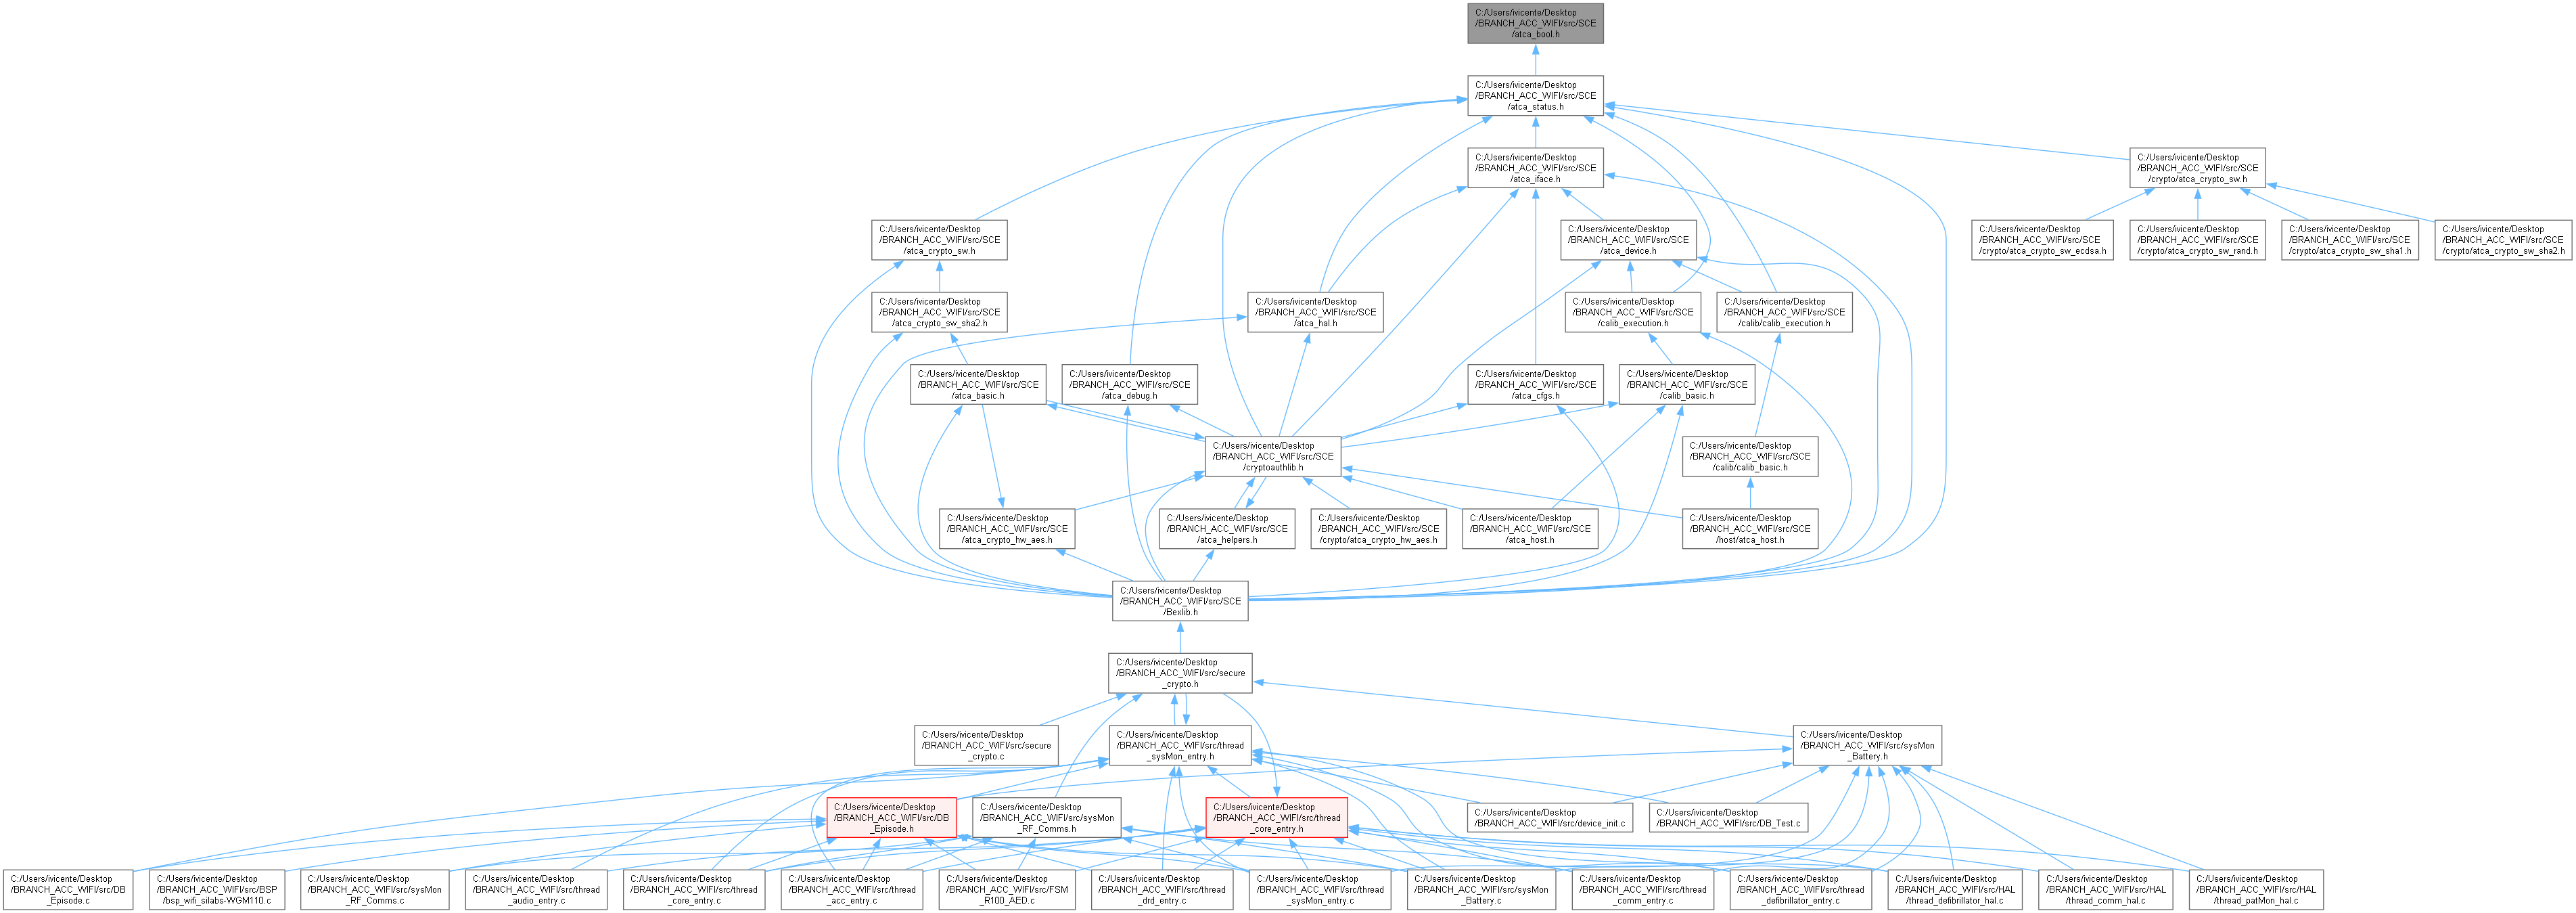 C:/Users/ivicente/Desktop
/BRANCH_ACC_WIFI/src/SCE
/atca_bool.h
C:/Users/ivicente/Desktop
/BRANCH_ACC_WIFI/src/SCE
/atca_status.h
C:/Users/ivicente/Desktop
/BRANCH_ACC_WIFI/src/SCE
/atca_iface.h
C:/Users/ivicente/Desktop
/BRANCH_ACC_WIFI/src/SCE
/crypto/atca_crypto_sw.h
C:/Users/ivicente/Desktop
/BRANCH_ACC_WIFI/src/SCE
/atca_crypto_sw.h
C:/Users/ivicente/Desktop
/BRANCH_ACC_WIFI/src/SCE
/atca_device.h
C:/Users/ivicente/Desktop
/BRANCH_ACC_WIFI/src/SCE
/crypto/atca_crypto_sw_ecdsa.h
C:/Users/ivicente/Desktop
/BRANCH_ACC_WIFI/src/SCE
/crypto/atca_crypto_sw_rand.h
C:/Users/ivicente/Desktop
/BRANCH_ACC_WIFI/src/SCE
/crypto/atca_crypto_sw_sha1.h
C:/Users/ivicente/Desktop
/BRANCH_ACC_WIFI/src/SCE
/crypto/atca_crypto_sw_sha2.h
C:/Users/ivicente/Desktop
/BRANCH_ACC_WIFI/src/SCE
/atca_crypto_sw_sha2.h
C:/Users/ivicente/Desktop
/BRANCH_ACC_WIFI/src/SCE
/atca_hal.h
C:/Users/ivicente/Desktop
/BRANCH_ACC_WIFI/src/SCE
/calib_execution.h
C:/Users/ivicente/Desktop
/BRANCH_ACC_WIFI/src/SCE
/calib/calib_execution.h
C:/Users/ivicente/Desktop
/BRANCH_ACC_WIFI/src/SCE
/atca_basic.h
C:/Users/ivicente/Desktop
/BRANCH_ACC_WIFI/src/SCE
/atca_debug.h
C:/Users/ivicente/Desktop
/BRANCH_ACC_WIFI/src/SCE
/atca_cfgs.h
C:/Users/ivicente/Desktop
/BRANCH_ACC_WIFI/src/SCE
/calib_basic.h
C:/Users/ivicente/Desktop
/BRANCH_ACC_WIFI/src/SCE
/cryptoauthlib.h
C:/Users/ivicente/Desktop
/BRANCH_ACC_WIFI/src/SCE
/calib/calib_basic.h
C:/Users/ivicente/Desktop
/BRANCH_ACC_WIFI/src/SCE
/atca_crypto_hw_aes.h
C:/Users/ivicente/Desktop
/BRANCH_ACC_WIFI/src/SCE
/atca_helpers.h
C:/Users/ivicente/Desktop
/BRANCH_ACC_WIFI/src/SCE
/crypto/atca_crypto_hw_aes.h
C:/Users/ivicente/Desktop
/BRANCH_ACC_WIFI/src/SCE
/atca_host.h
C:/Users/ivicente/Desktop
/BRANCH_ACC_WIFI/src/SCE
/host/atca_host.h
C:/Users/ivicente/Desktop
/BRANCH_ACC_WIFI/src/SCE
/Bexlib.h
C:/Users/ivicente/Desktop
/BRANCH_ACC_WIFI/src/secure
_crypto.h
C:/Users/ivicente/Desktop
/BRANCH_ACC_WIFI/src/secure
_crypto.c
C:/Users/ivicente/Desktop
/BRANCH_ACC_WIFI/src/thread
_sysMon_entry.h
C:/Users/ivicente/Desktop
/BRANCH_ACC_WIFI/src/sysMon
_Battery.h
C:/Users/ivicente/Desktop
/BRANCH_ACC_WIFI/src/DB
_Episode.h
C:/Users/ivicente/Desktop
/BRANCH_ACC_WIFI/src/sysMon
_RF_Comms.h
C:/Users/ivicente/Desktop
/BRANCH_ACC_WIFI/src/thread
_core_entry.h
C:/Users/ivicente/Desktop
/BRANCH_ACC_WIFI/src/device_init.c
C:/Users/ivicente/Desktop
/BRANCH_ACC_WIFI/src/DB_Test.c
C:/Users/ivicente/Desktop
/BRANCH_ACC_WIFI/src/DB
_Episode.c
C:/Users/ivicente/Desktop
/BRANCH_ACC_WIFI/src/BSP
/bsp_wifi_silabs-WGM110.c
C:/Users/ivicente/Desktop
/BRANCH_ACC_WIFI/src/sysMon
_RF_Comms.c
C:/Users/ivicente/Desktop
/BRANCH_ACC_WIFI/src/thread
_audio_entry.c
C:/Users/ivicente/Desktop
/BRANCH_ACC_WIFI/src/thread
_core_entry.c
C:/Users/ivicente/Desktop
/BRANCH_ACC_WIFI/src/thread
_acc_entry.c
C:/Users/ivicente/Desktop
/BRANCH_ACC_WIFI/src/FSM
_R100_AED.c
C:/Users/ivicente/Desktop
/BRANCH_ACC_WIFI/src/thread
_drd_entry.c
C:/Users/ivicente/Desktop
/BRANCH_ACC_WIFI/src/thread
_sysMon_entry.c
C:/Users/ivicente/Desktop
/BRANCH_ACC_WIFI/src/sysMon
_Battery.c
C:/Users/ivicente/Desktop
/BRANCH_ACC_WIFI/src/thread
_comm_entry.c
C:/Users/ivicente/Desktop
/BRANCH_ACC_WIFI/src/thread
_defibrillator_entry.c
C:/Users/ivicente/Desktop
/BRANCH_ACC_WIFI/src/HAL
/thread_defibrillator_hal.c
C:/Users/ivicente/Desktop
/BRANCH_ACC_WIFI/src/HAL
/thread_comm_hal.c
C:/Users/ivicente/Desktop
/BRANCH_ACC_WIFI/src/HAL
/thread_patMon_hal.c